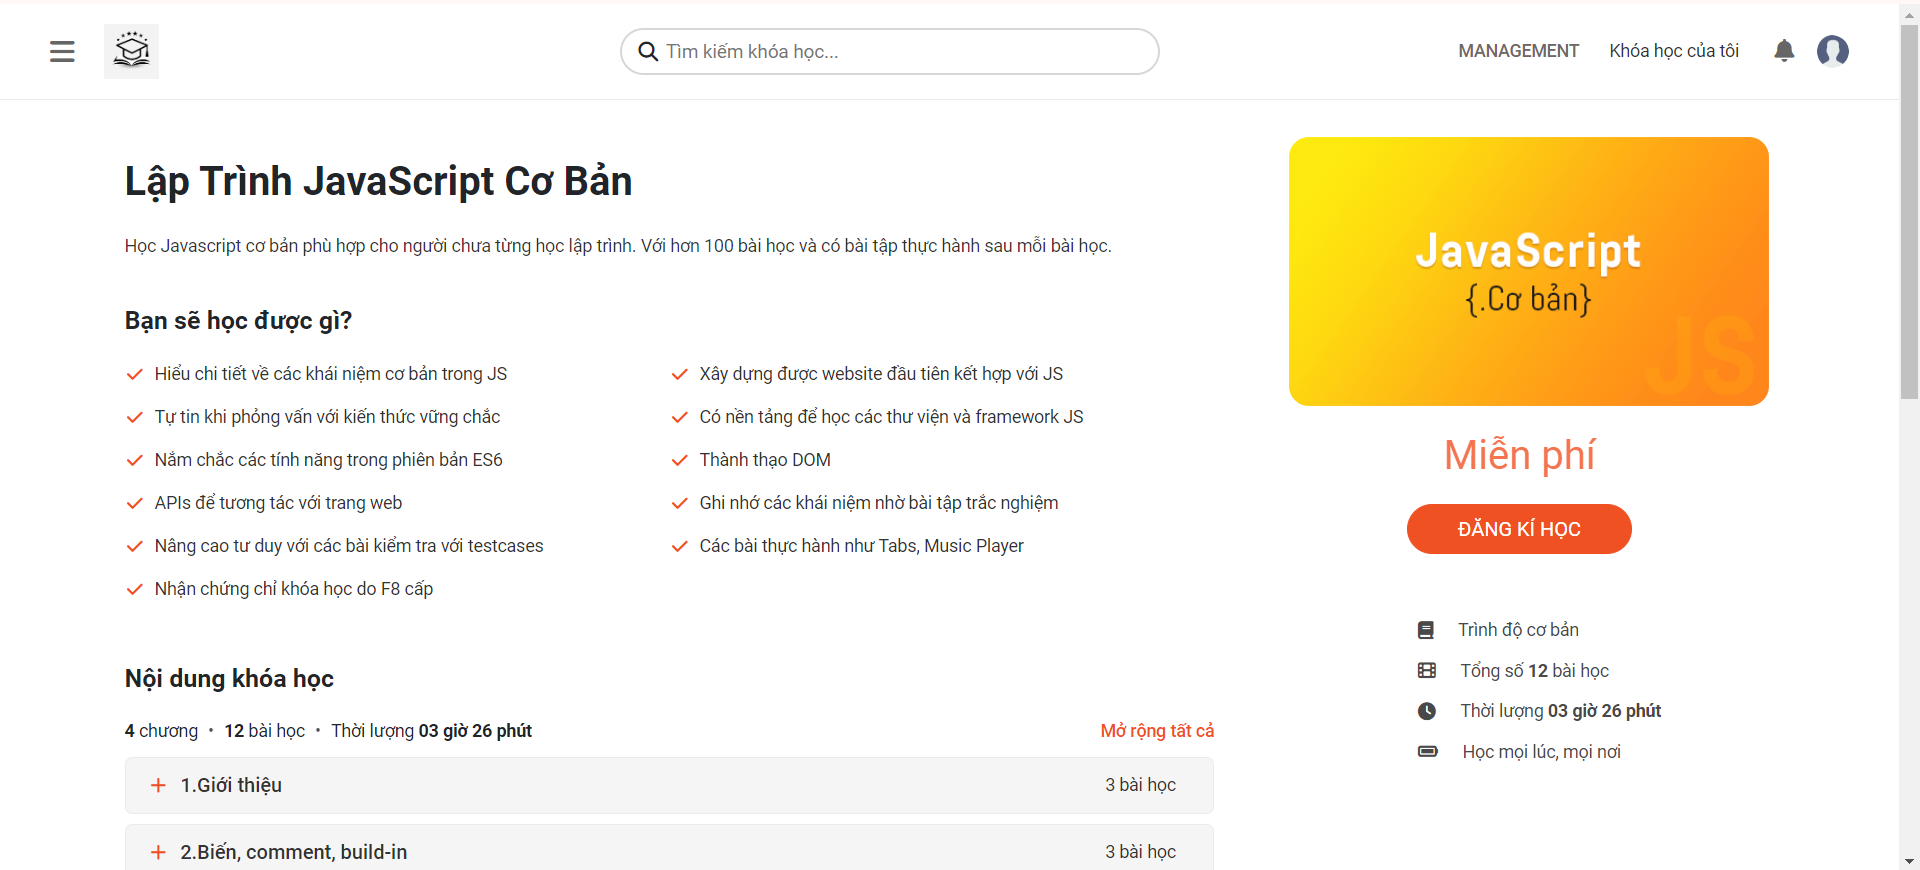 Tìm kiếm khóa học...
MANAGEMENT
Khóa học của tôi
Lập Trình JavaScript Cơ Bản
Học Javascript cơ bản phù hợp cho người chưa từng học lập trình. Với hơn 100 bài học và có bài tập thực hành sau mỗi bài học.
Bạn sẽ học được gì?
Hiểu chi tiết về các khái niệm cơ bản trong JS
Xây dựng được website đầu tiên kết hợp với JS
Tự tin khi phỏng vấn với kiến thức vững chắc
Có nền tảng để học các thư viện và framework JS
Nắm chắc các tính năng trong phiên bản ES6
Thành thạo DOM
APIs để tương tác với trang web
Ghi nhớ các khái niệm nhờ bài tập trắc nghiệm
Nâng cao tư duy với các bài kiểm tra với testcases
Các bài thực hành như Tabs, Music Player
Nhận chứng chỉ khóa học do F8 cấp
Nội dung khóa học
4 chương • 12 bài học • Thời lượng 03 giờ 26 phút
Mở rộng tất cả
1.Giới thiệu
3 bài học
2.Biến, comment, build-in
3 bài học
JavaScript
{.Cơ bản}
JS
Miễn phí
ĐĂNG KÍ HỌC
Trình độ cơ bản
Tổng số 12 bài học
Thời lượng 03 giờ 26 phút
Học mọi lúc, mọi nơi